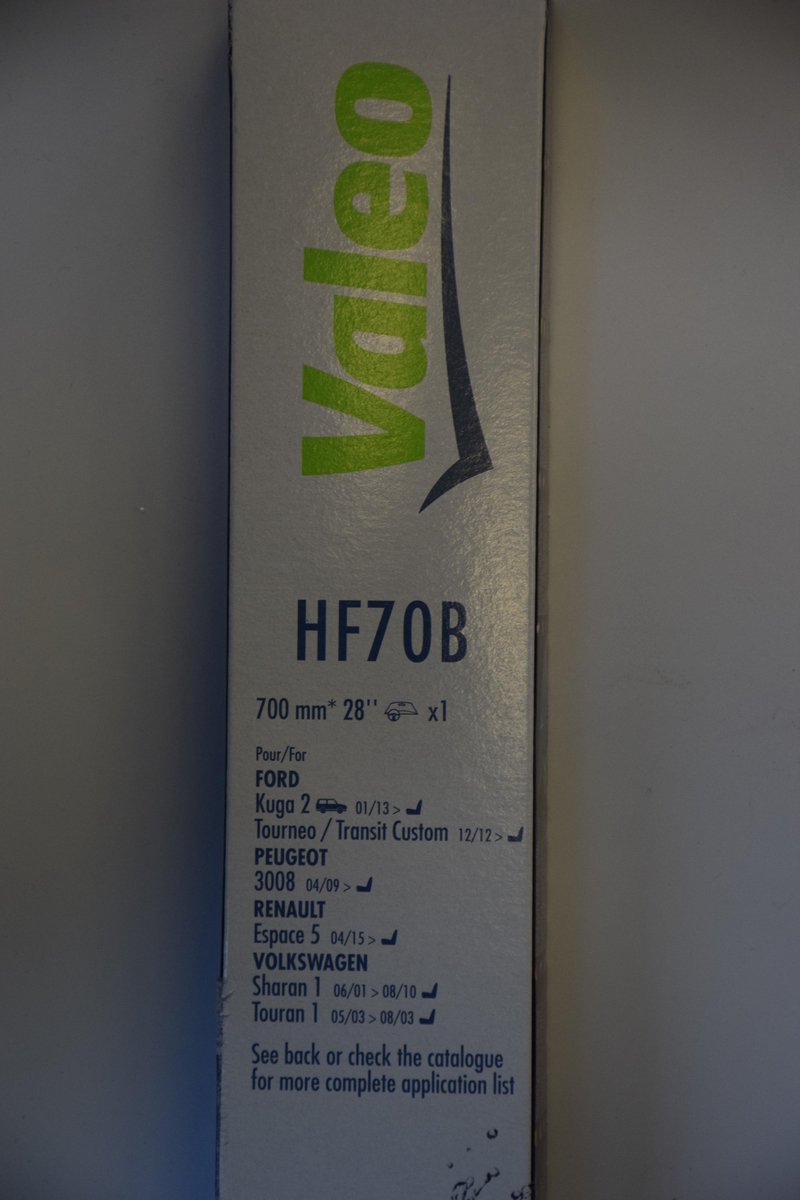 Valeo
HF70B
700 mm* 28'' x1
Pour/For
FORD
Kuga 2 01/13 >
Tourneo / Transit Custom 12/12 >
PEUGEOT
3008 04/09 >
RENAULT
Espace 5 04/15 >
VOLKSWAGEN
Sharan 1 06/01 > 08/10
Touran 1 05/03 > 08/03
See back or check the catalogue
for more complete application list